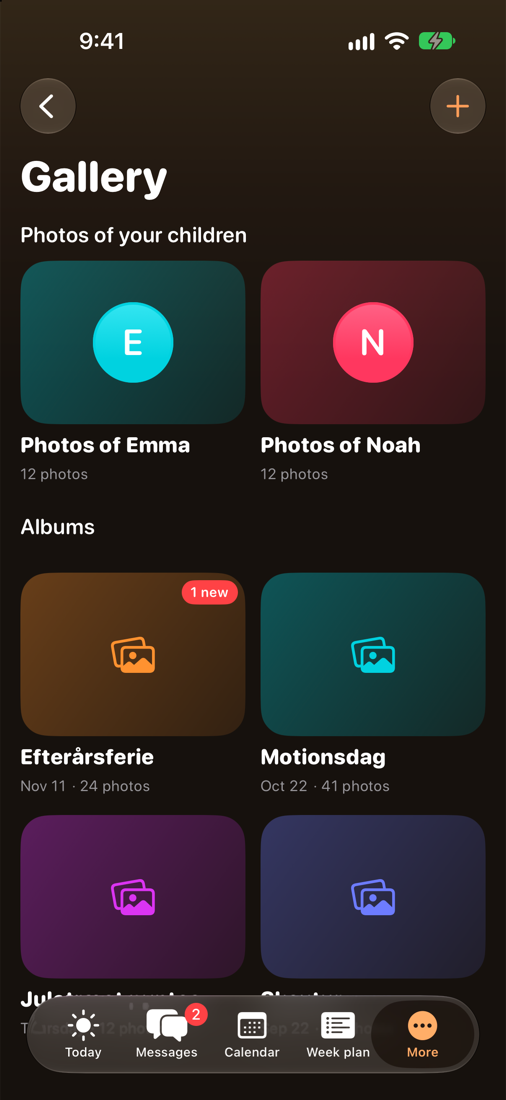 9:41
Gallery
Photos of your children
E
N
Photos of Emma
Photos of Noah
12 photos
12 photos
Albums
1 new
Efterårsferie
Motionsdag
Nov 11 · 24 photos
Oct 22 · 41 photos
2
Today
Messages
Calendar
Week plan
More